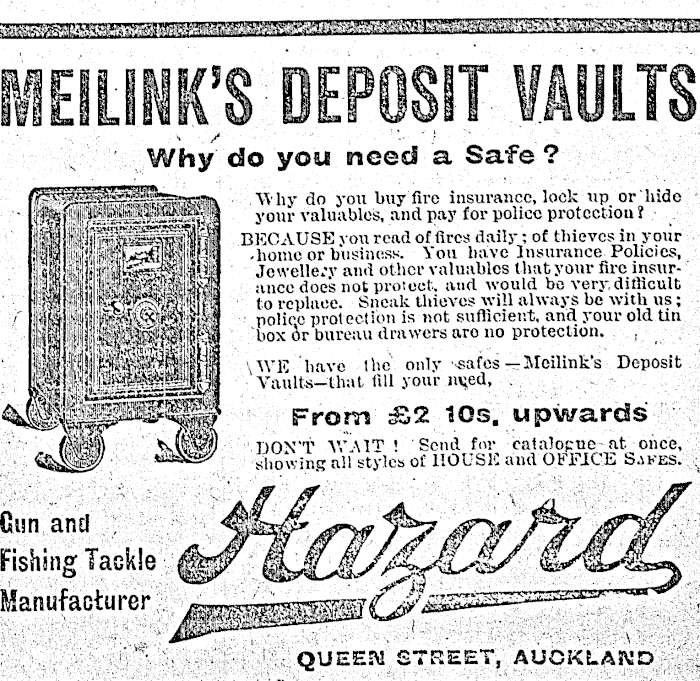 MEILINK'S DEPOSIT VAULTS
Why do you need a Safe?
Why do you buy fire insurance, lock up or hide
your valuables, and pay for police protection?
BECAUSE you read of fires daily; of thieves in your
home or business. You have Insurance Policies,
Jewellery and other valuables that your fire insur-
ance does not protect, and would be very difficult
to replace. Sneak thieves will always be with us;
police protection is not sufficient, and your old tin
box or bureau drawers are no protection.
WE have the only safes—Meilink's Deposit
Vaults—that fill your need,
From £2 10s. upwards
DON'T WAIT! Send for catalogue at once,
showing all styles of HOUSE and OFFICE SAFES.
Gun and
Fishing Tackle
Manufacturer
Hazard
QUEEN STREET, AUCKLAND